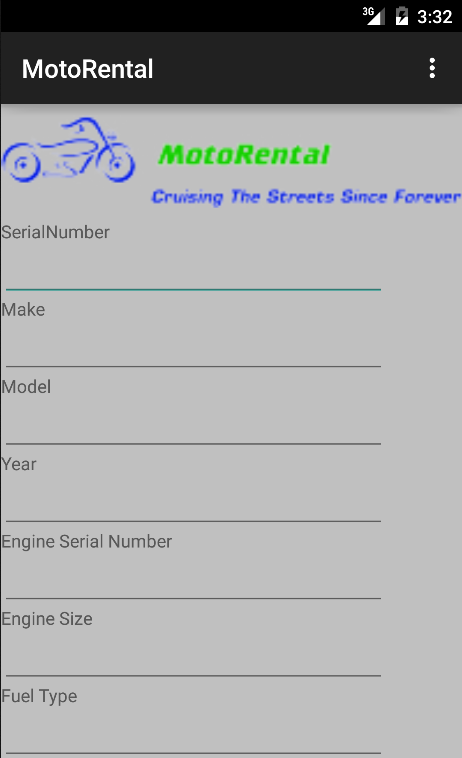 3G 3:32
MotoRental
MotoRental
Cruising The Streets Since Forever
SerialNumber
Make
Model
Year
Engine Serial Number
Engine Size
Fuel Type